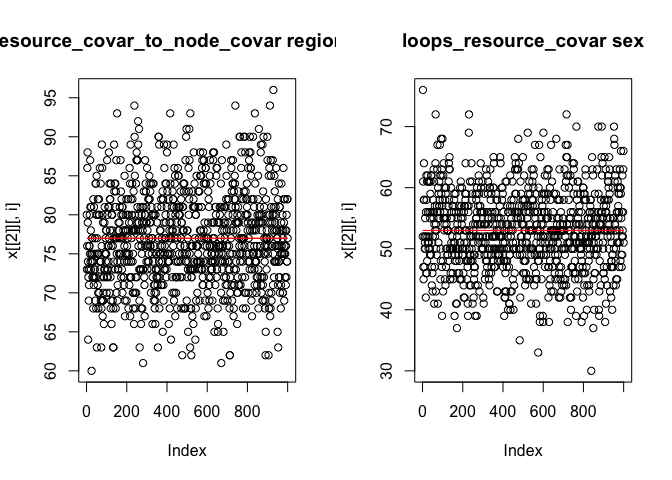 esource_covar_to_node_covar region
x[[2]][, i]
95
90
85
80
75
70
65
60
0 200 400 600 800
Index
loops_resource_covar sex
x[[2]][, i]
70
60
50
40
30
0 200 400 600 800
Index